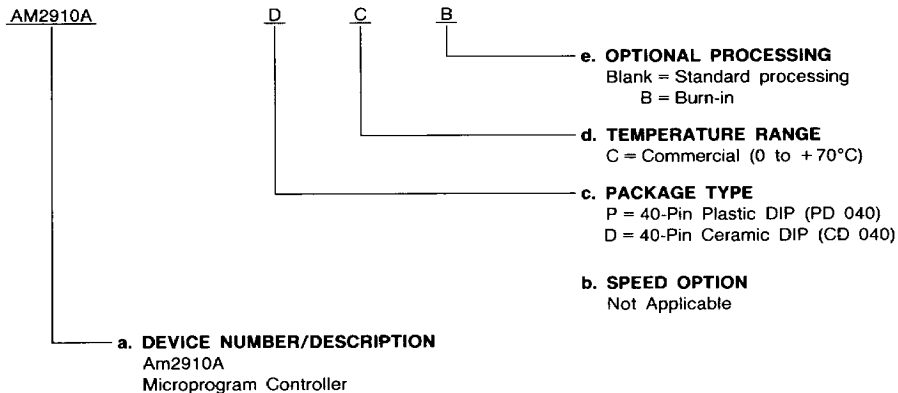 AM2910A D C B
e. OPTIONAL PROCESSING
Blank = Standard processing
B = Burn-in
d. TEMPERATURE RANGE
C = Commercial (0 to +70°C)
c. PACKAGE TYPE
P = 40-Pin Plastic DIP (PD 040)
D = 40-Pin Ceramic DIP (CD 040)
b. SPEED OPTION
Not Applicable
a. DEVICE NUMBER/DESCRIPTION
Am2910A
Microprogram Controller